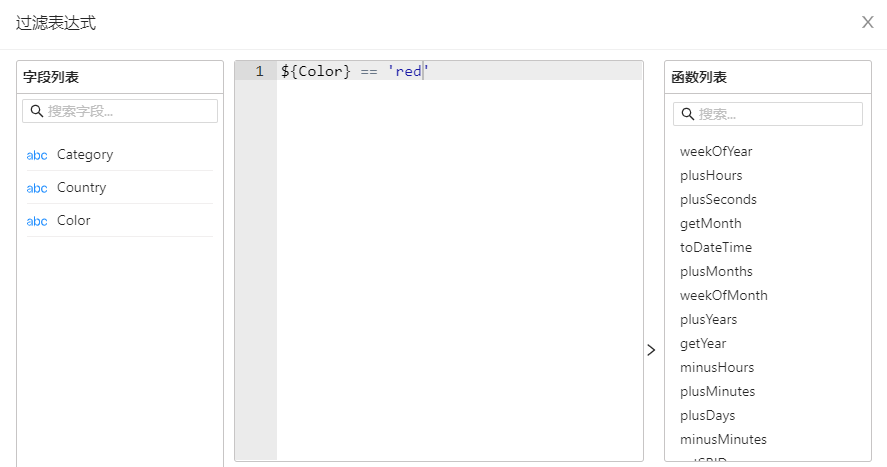 过滤表达式
X
字段列表
搜索字段...
abc Category
abc Country
abc Color
1 ${Color} == 'red'
函数列表
搜索...
weekOfYear
plusHours
plusSeconds
getMonth
toDateTime
plusMonths
weekOfMonth
plusYears
getYear
minusHours
plusMinutes
plusDays
minusMinutes